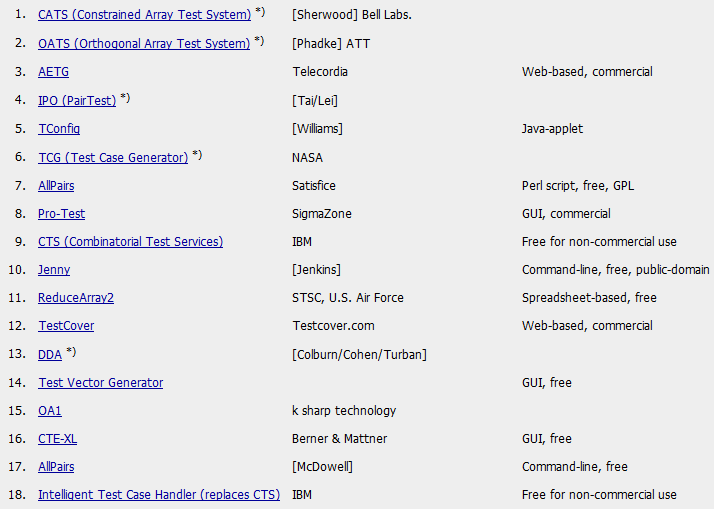 1. CATS (Constrained Array Test System) *) [Sherwood] Bell Labs.
2. OATS (Orthogonal Array Test System) *) [Phadke] ATT
3. AETG Telecordia Web-based, commercial
4. IPO (PairTest) *) [Tai/Lei]
5. TConfig [Williams] Java-applet
6. TCG (Test Case Generator) *) NASA
7. AllPairs Satisfice Perl script, free, GPL
8. Pro-Test SigmaZone GUI, commercial
9. CTS (Combinatorial Test Services) IBM Free for non-commercial use
10. Jenny [Jenkins] Command-line, free, public-domain
11. ReduceArray2 STSC, U.S. Air Force Spreadsheet-based, free
12. TestCover Testcover.com Web-based, commercial
13. DDA *) [Colburn/Cohen/Turban]
14. Test Vector Generator GUI, free
15. OA1 k sharp technology
16. CTE-XL Berner & Mattner GUI, free
17. AllPairs [McDowell] Command-line, free
18. Intelligent Test Case Handler (replaces CTS) IBM Free for non-commercial use